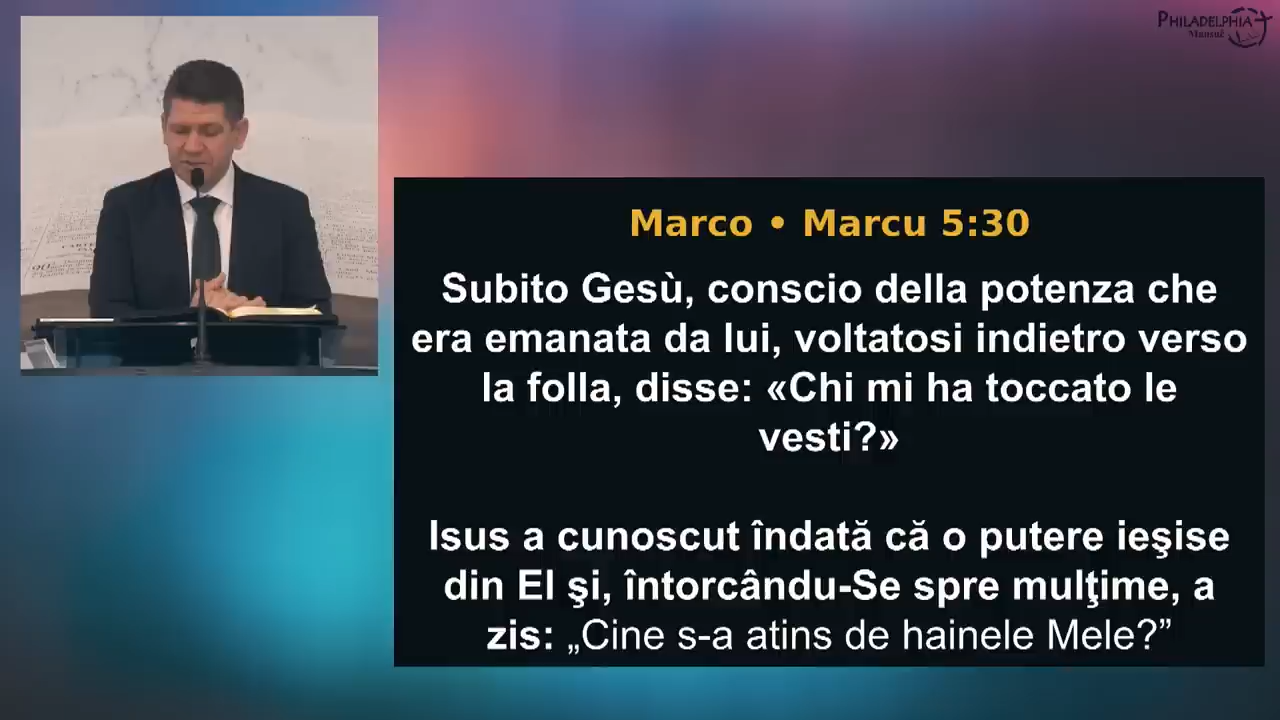 PHILADELPHIA
Mansuè
Marco • Marcu 5:30
Subito Gesù, conscio della potenza che
era emanata da lui, voltatosi indietro verso
la folla, disse: «Chi mi ha toccato le
vesti?»
Isus a cunoscut îndată că o putere ieşise
din El şi, întorcându-Se spre mulţime, a
zis: „Cine s-a atins de hainele Mele?”